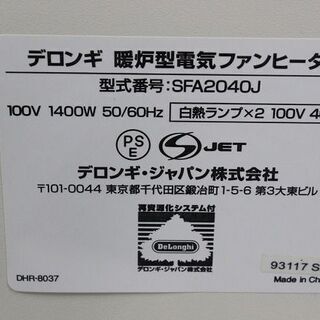 デロンギ 暖炉型電気ファンヒータ
型式番号:SFA2040J
100V 1400W 50/60Hz 白熱ランプ×2 100V 4
PS
E
S JET
デロンギ・ジャパン株式会社
〒101-0044 東京都千代田区鍛冶町1-5-6 第3大東ビル
再資源化システム付
DeLonghi
デロンギ・ジャパン株式会社
93117 S
DHR-8037
Made in Ch